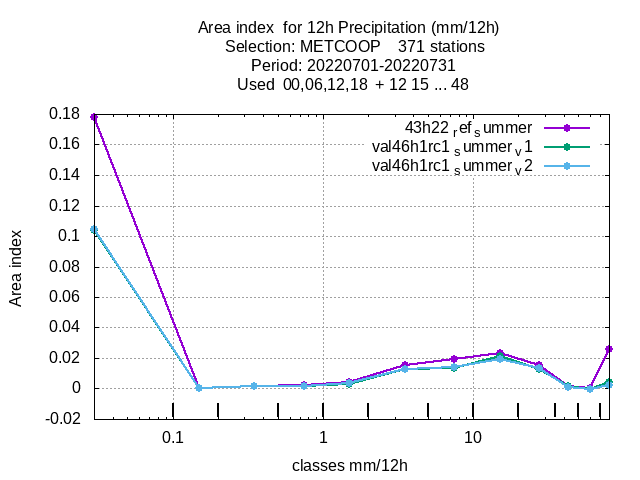 Area index  for 12h Precipitation (mm/12h)
Selection: METCOOP    371 stations
Period: 20220701-20220731
Used  00,06,12,18  + 12 15 ... 48
43h22 ref summer
val46h1rc1 summer v1
val46h1rc1 summer v2
0.18
0.16
0.14
0.12
0.1
0.08
0.06
0.04
0.02
0
-0.02
Area index
0.1
1
10
classes mm/12h